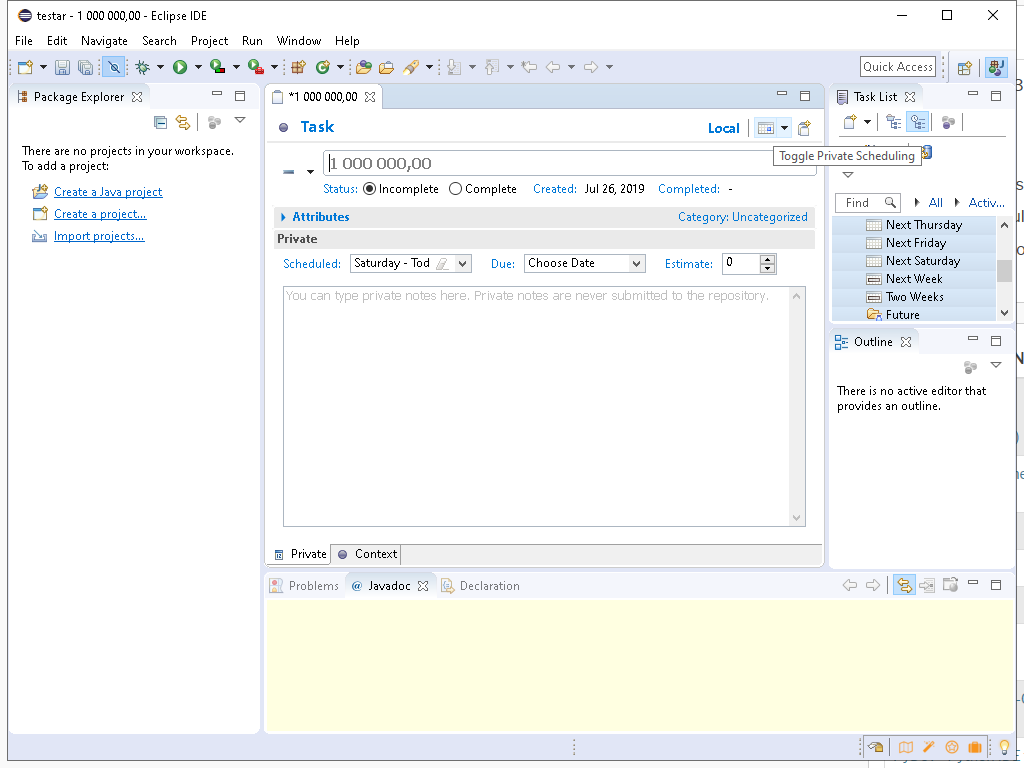 testar - 1 000 000,00 - Eclipse IDE
File Edit Navigate Search Project Run Window Help
Quick Access
Package Explorer
There are no projects in your workspace.
To add a project:
Create a Java project
Create a project...
Import projects...
*1 000 000,00
Task
Local
Toggle Private Scheduling
1 000 000,00
Status: Incomplete Complete Created: Jul 26, 2019 Completed: -
Attributes
Category: Uncategorized
Private
Scheduled: Saturday - Tod Due: Choose Date Estimate: 0
You can type private notes here. Private notes are never submitted to the repository.
Private Context
Task List
Find All Activ...
Next Thursday
Next Friday
Next Saturday
Next Week
Two Weeks
Future
Outline
There is no active editor that
provides an outline.
Problems @ Javadoc Declaration